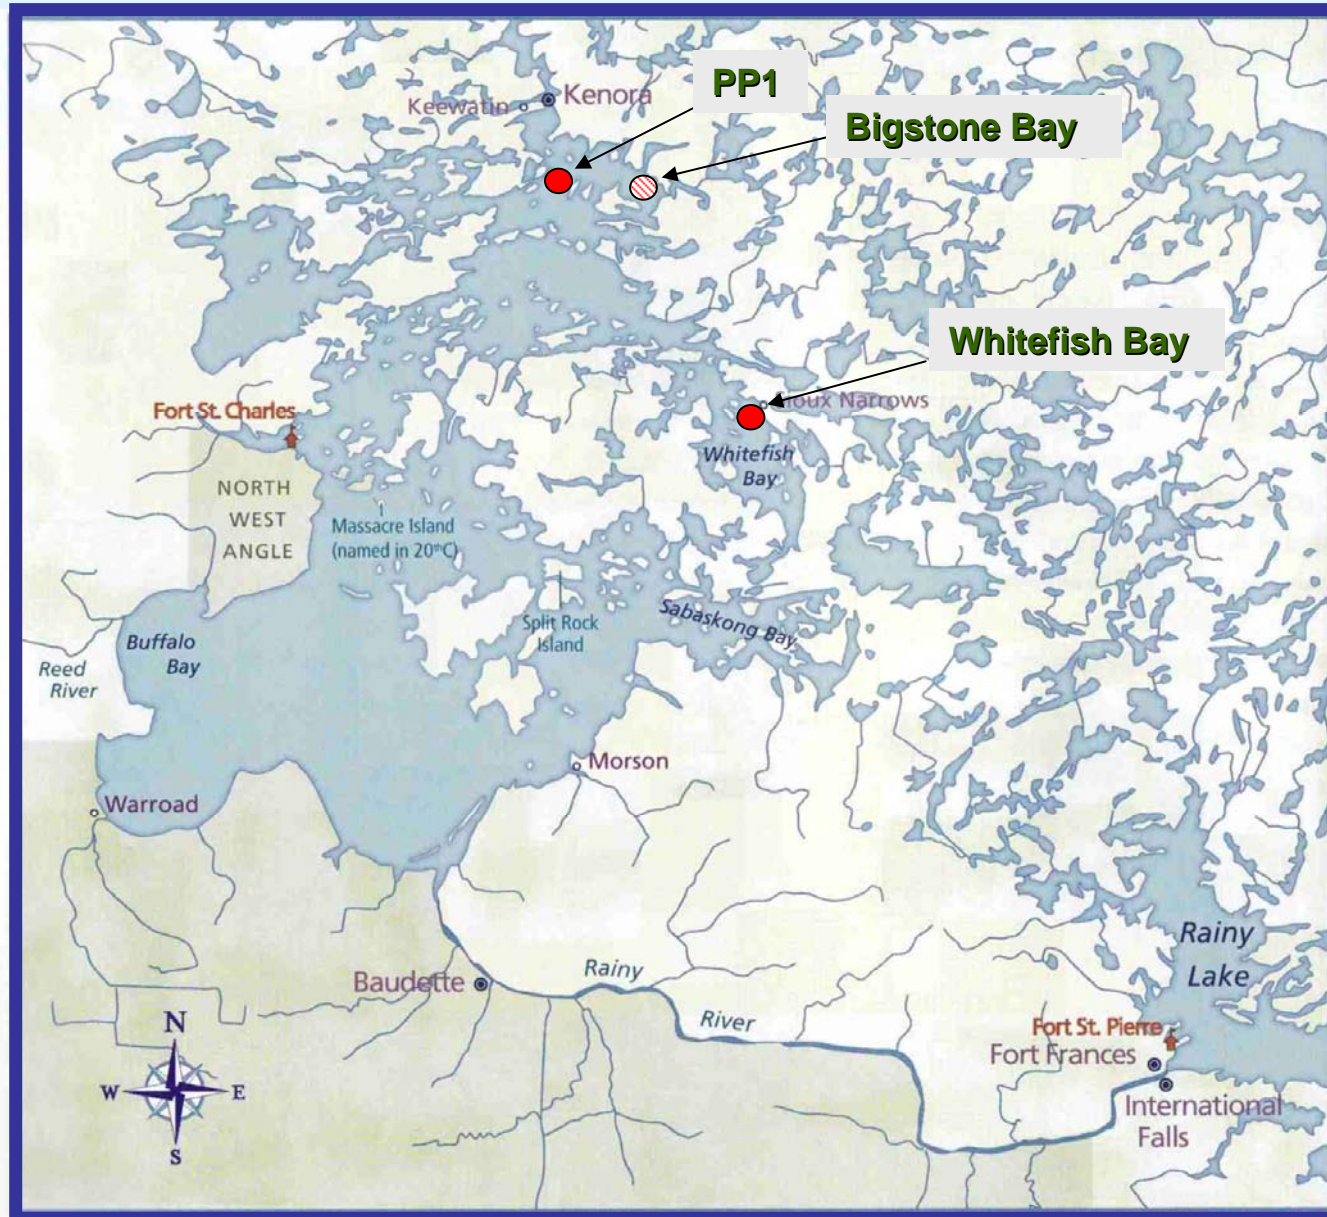 PP1
Keewatin
Kenora
Bigstone Bay
Whitefish Bay
Fort St. Charles
Sioux Narrows
Whitefish
Bay
NORTH
WEST
ANGLE
Massacre Island
(named in 20thC)
Split Rock
Island
Sabaskong Bay
Buffalo
Bay
Reed
River
Morson
Warroad
Rainy
Lake
Baudette
Rainy
River
N
W
E
S
Fort St. Pierre
Fort Frances
International
Falls